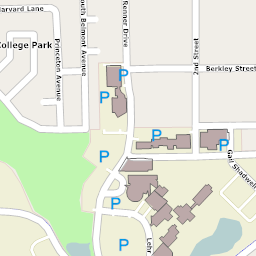 Harvard Lane
College Park
Princeton Avenue
South Belmont Avenue
Renner Drive
2nd Street
Berkley Street
P
P
P
P
P
P
P
Gail Shadwell
Lehr